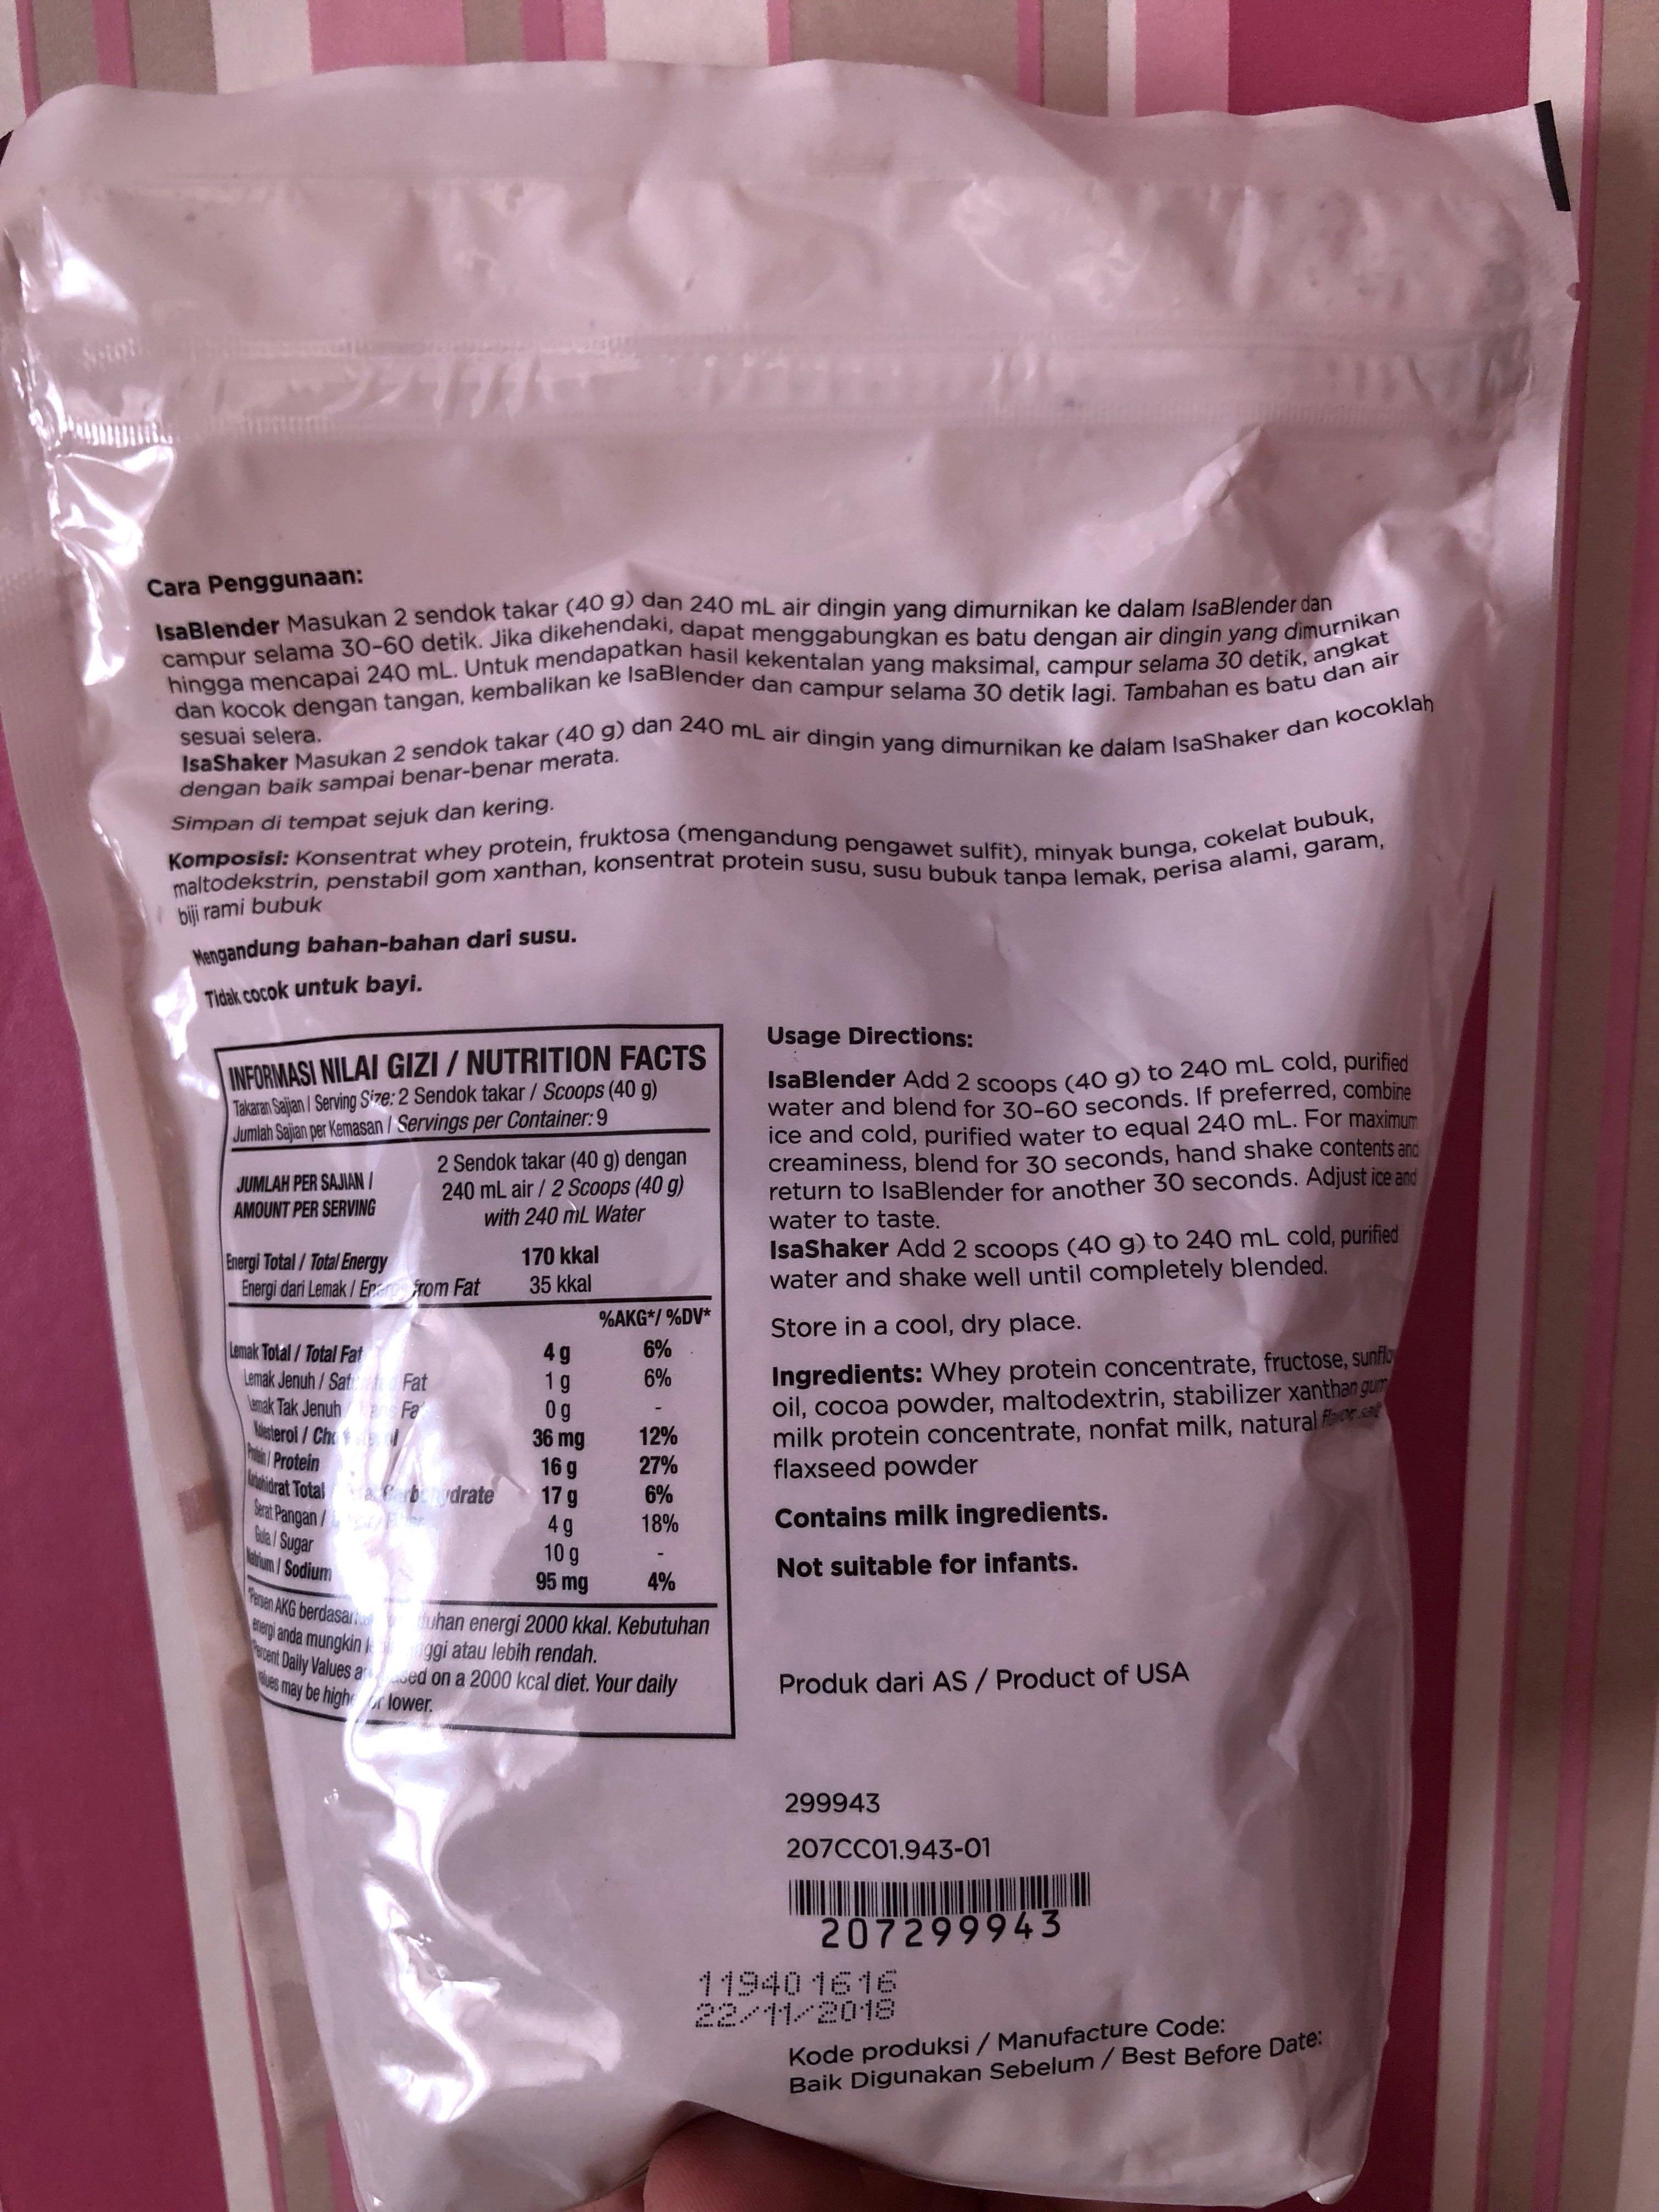 Cara Penggunaan:
IsaBlender Masukan 2 sendok takar (40 g) dan 240 mL air dingin yang dimurnikan ke dalam IsaBlender dan
campur selama 30-60 detik. Jika dikehendaki, dapat menggabungkan es batu dengan air dingin yang dimurnikan
hingga mencapai 240 mL. Untuk mendapatkan hasil kekentalan yang maksimal, campur selama 30 detik, angkat
dan kocok dengan tangan, kembalikan ke IsaBlender dan campur selama 30 detik lagi. Tambahan es batu dan air
sesuai selera.
IsaShaker Masukan 2 sendok takar (40 g) dan 240 mL air dingin yang dimurnikan ke dalam IsaShaker dan kocoklah
dengan baik sampai benar-benar merata.
Simpan di tempat sejuk dan kering.
Komposisi: Konsentrat whey protein, fruktosa (mengandung pengawet sulfit), minyak bunga, cokelat bubuk,
maltodekstrin, penstabil gom xanthan, konsentrat protein susu, susu bubuk tanpa lemak, perisa alami, garam,
biji rami bubuk
Mengandung bahan-bahan dari susu.
Tidak cocok untuk bayi.
INFORMASI NILAI GIZI / NUTRITION FACTS
Takaran Sajian / Serving Size: 2 Sendok takar / Scoops (40 g)
Jumlah Sajian per Kemasan / Servings per Container: 9
JUMLAH PER SAJIAN /
AMOUNT PER SERVING
2 Sendok takar (40 g) dengan
240 mL air / 2 Scoops (40 g)
with 240 mL Water
Energi Total / Total Energy 170 kkal
Energi dari Lemak / from Fat 35 kkal
%AKG*/ %DV*
Lemak Total / Total Fat 4 g 6%
Lemak Jenuh / Fat 1 g 6%
Lemak Tak Jenuh 0 g -
Kolesterol / 36 mg 12%
Protein / Protein 16 g 27%
Karbohidrat Total Carbohydrate 17 g 6%
Serat Pangan / 4 g 18%
Gula / Sugar 10 g -
Natrium / Sodium 95 mg 4%
*Persen AKG energi 2000 kkal. Kebutuhan
energi anda mungkin atau lebih rendah.
Percent Daily Values on a 2000 kcal diet. Your daily
values may be lower.
Usage Directions:
IsaBlender Add 2 scoops (40 g) to 240 mL cold, purified
water and blend for 30-60 seconds. If preferred, combine
ice and cold, purified water to equal 240 mL. For maximum
creaminess, blend for 30 seconds, hand shake contents and
return to IsaBlender for another 30 seconds. Adjust ice and
water to taste.
IsaShaker Add 2 scoops (40 g) to 240 mL cold, purified
water and shake well until completely blended.
Store in a cool, dry place.
Ingredients: Whey protein concentrate, fructose,
oil, cocoa powder, maltodextrin, stabilizer xanthan gum
milk protein concentrate, nonfat milk, natural flavor salt
flaxseed powder
Contains milk ingredients.
Not suitable for infants.
Produk dari AS / Product of USA
299943
207CC01.943-01
207299943
119401616
22/11/2018
Kode produksi / Manufacture Code:
Baik Digunakan Sebelum / Best Before Date: